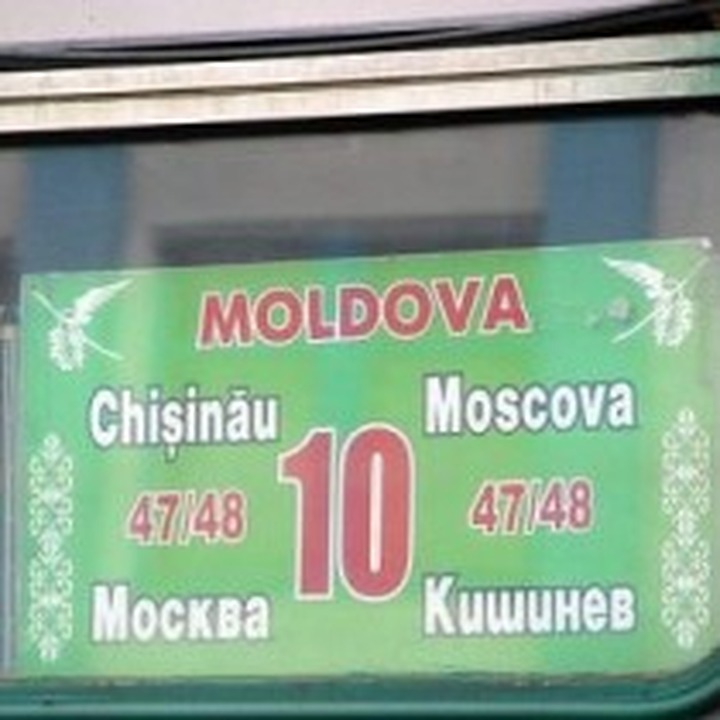 MOLDOVA
Chișinău Moscova
10
47/48 47/48
Москва Кишинев